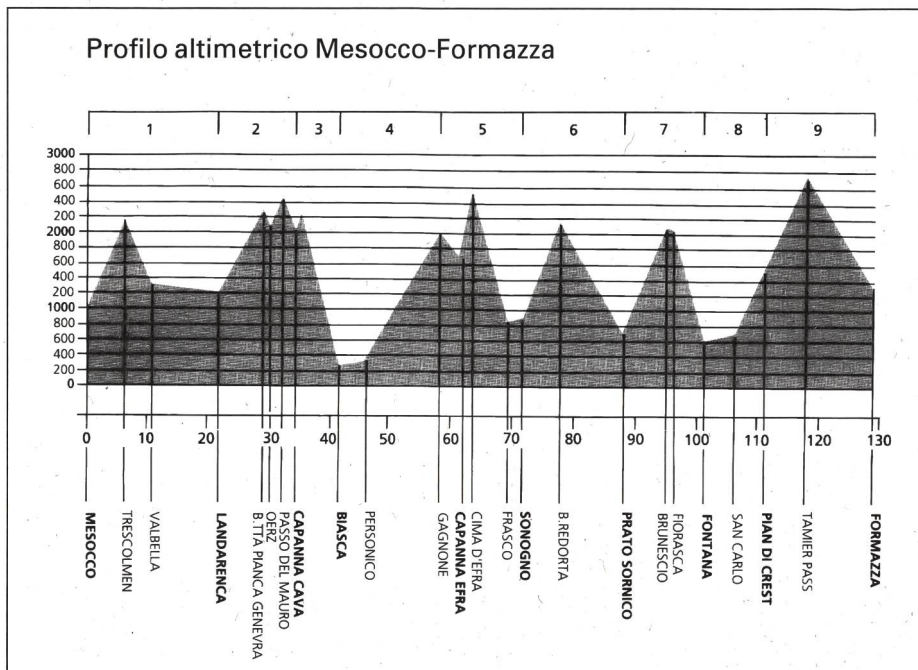 Profilo altimetrico Mesocco-Formazza
1 2 3 4 5 6 7 8 9
3000
800
600
400
200
2000
800
600
400
200
1000
800
600
400
200
0
0 10 20 30 40 50 60 70 80 90 100 110 120 130
MESOCCO
TRESCOLMEN
VALBELLA
LANDARENCA
B.TTA PIANCA GENEVRA
OERZ
PASSO DEL MAURO
CAPANNA CAVA
BIASCA
PERSONICO
GAGNONE
CAPANNA EFRA
CIMA D'EFRA
FRASCO
SONOGNO
B.REDORTA
PRATO SORNICO
BRUNESCIO
FIORASCA
FONTANA
SAN CARLO
PIAN DI CREST
TAMIER PASS
FORMAZZA